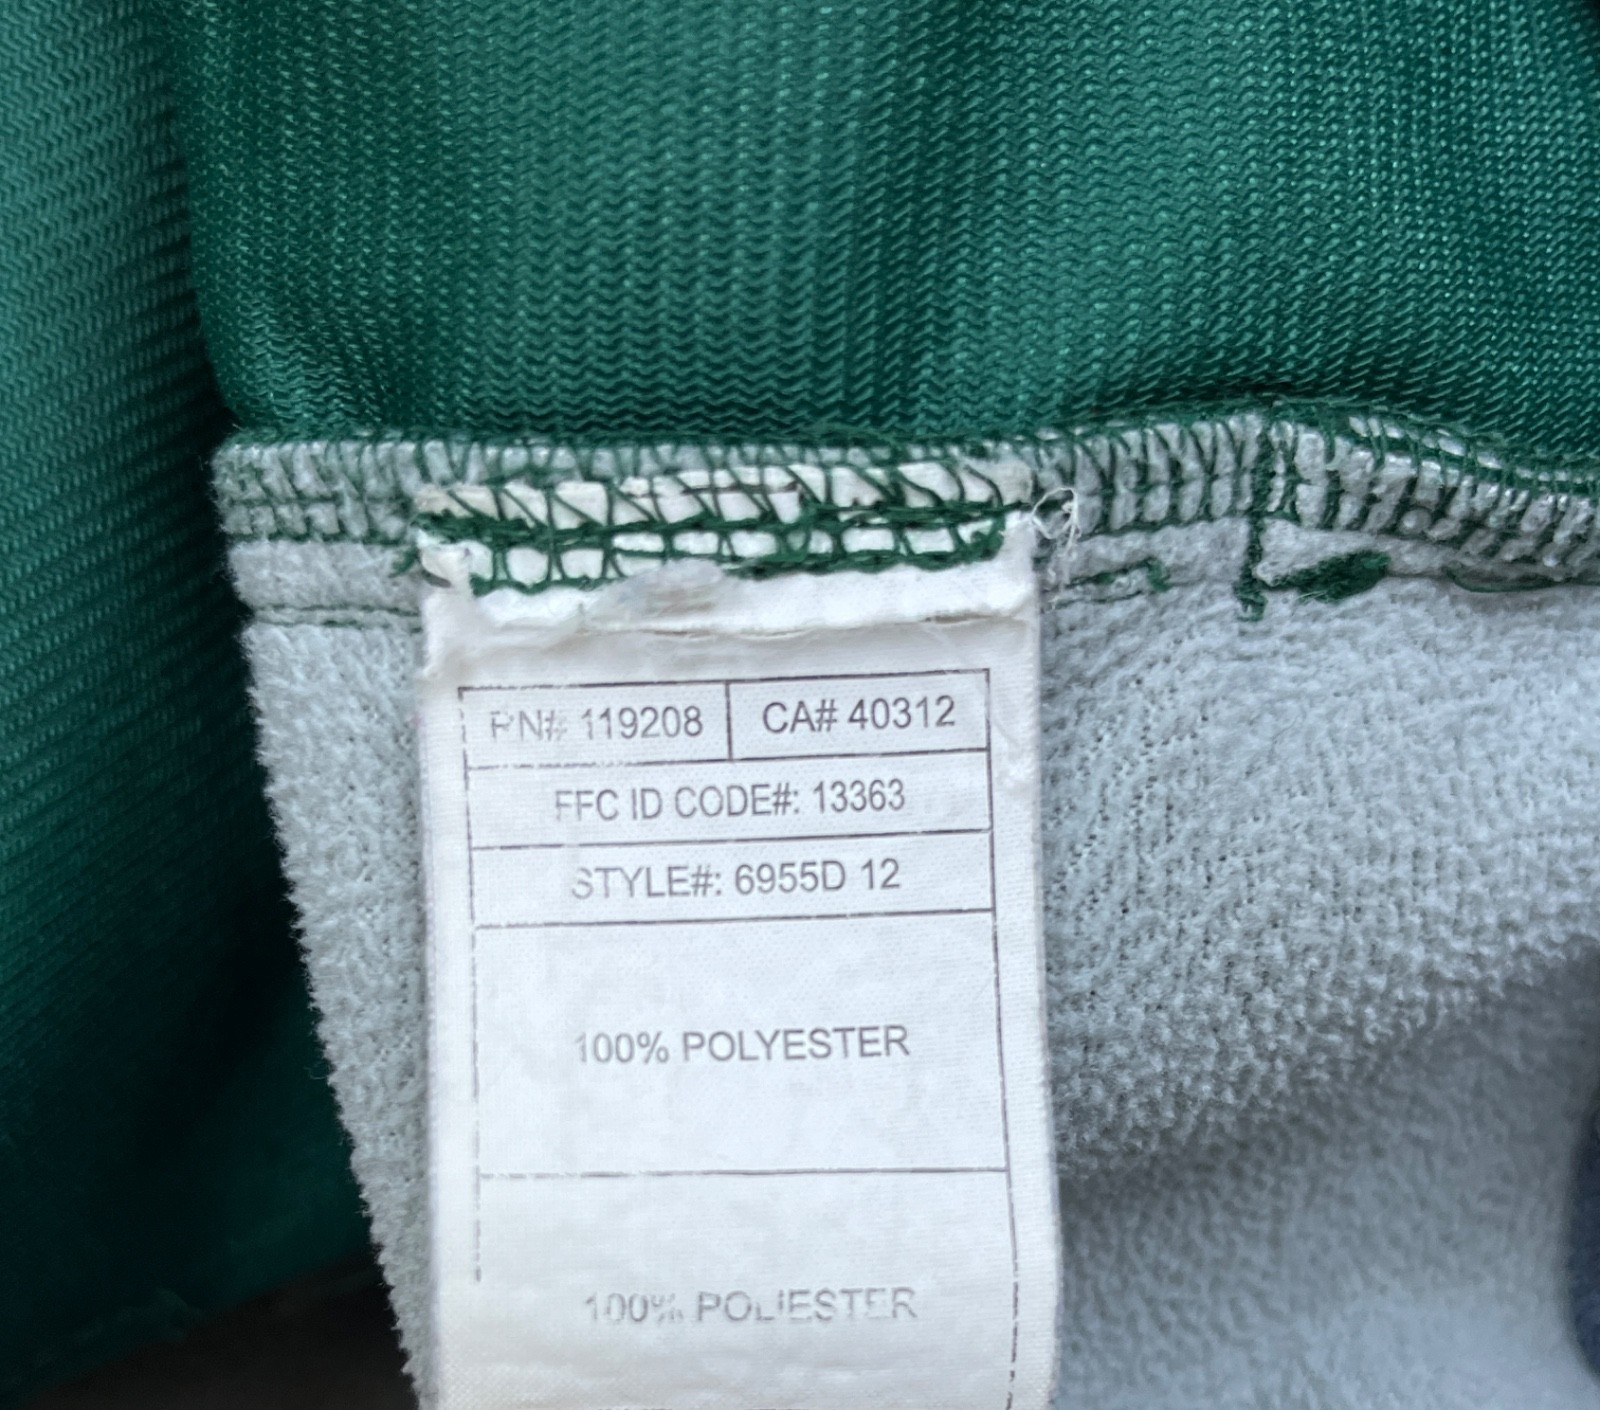 RN# 119208 CA# 40312
FFC ID CODE#: 13363
STYLE#: 6955D 12
100% POLYESTER
100% POLIESTER